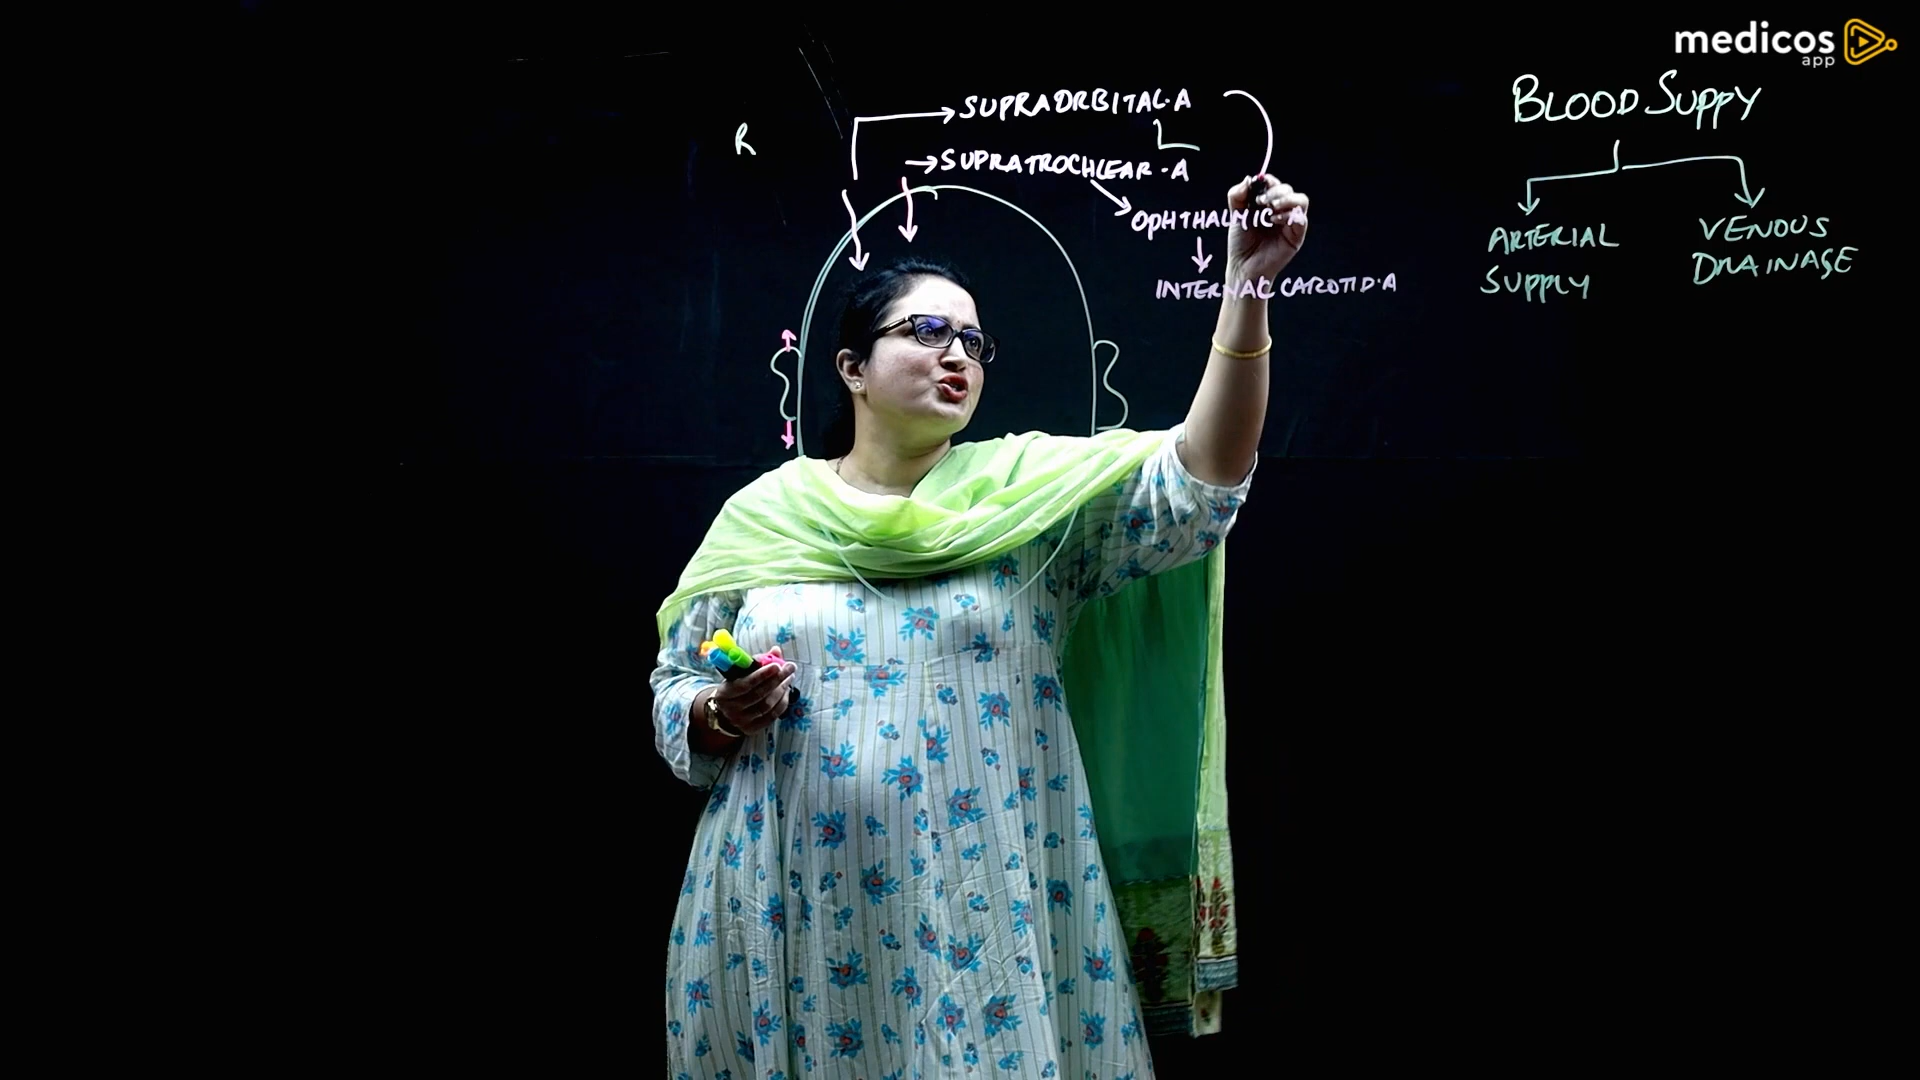 medicos
app
SUPRAORBITAL.A
BLOOD SUPPY
R
SUPRATROCHLEAR.A
OPHTHALMIC.A
INTERNAL CAROTID.A
ARTERIAL
SUPPLY
VENOUS
DRAINAGE